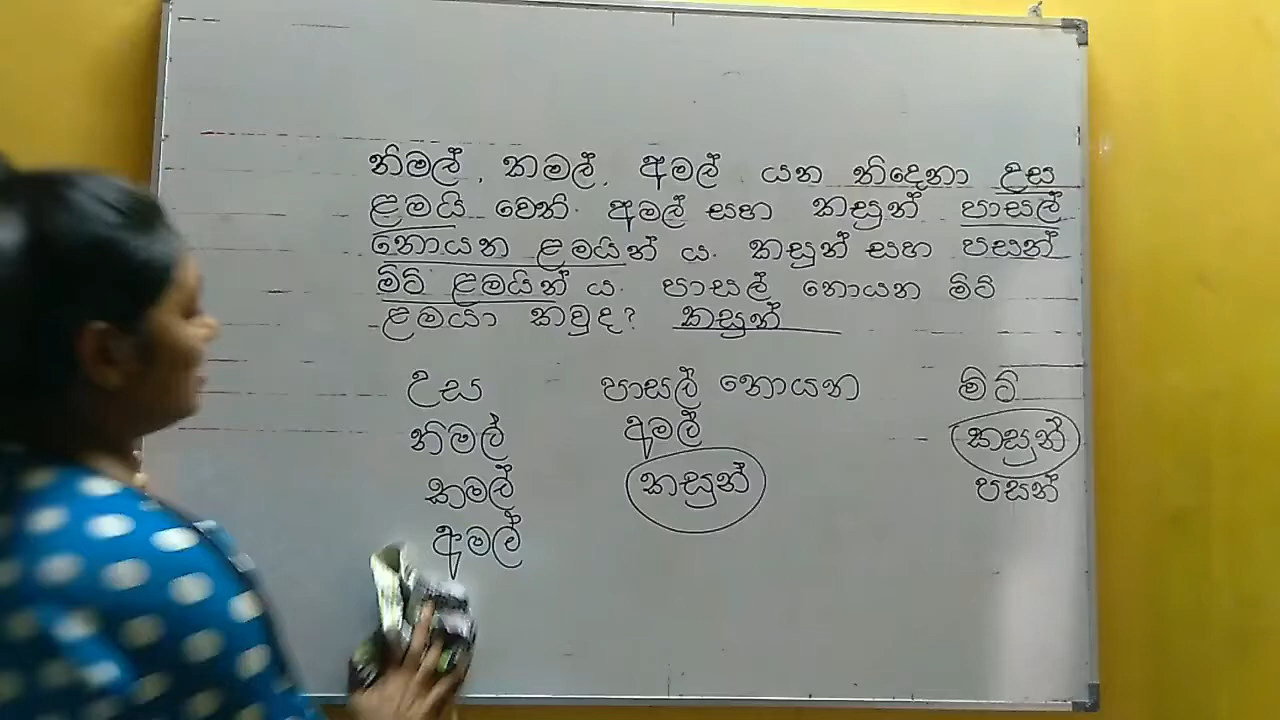 නිමල්, කමල්, අමල් යන තිදෙනා උස
ළමයි වෙති. අමල් සහ කසුන් පාසල්
නොයන ළමයින් ය. කසුන් සහ පසන්
මිටි ළමයින් ය. පාසල් නොයන මිටි
ළමයා කවුද? කසුන්
උස පාසල් නොයන මිටි
නිමල් අමල් කසුන්
කමල් කසුන් පසන්
අමල්